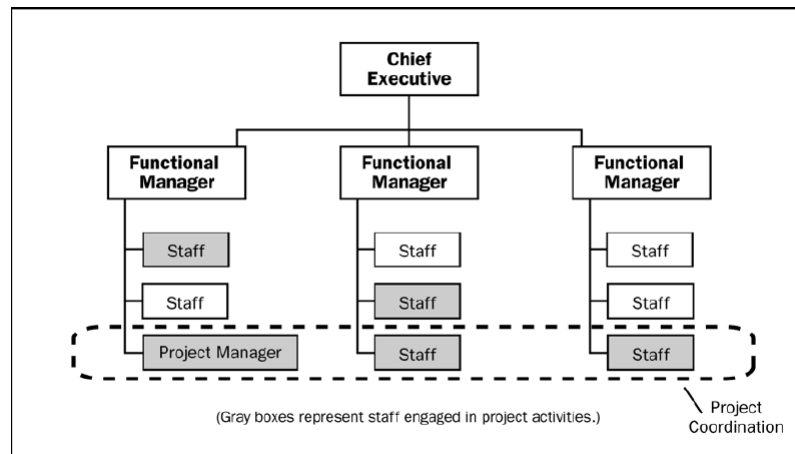 Chief
Executive
Functional
Manager
Functional
Manager
Functional
Manager
Staff
Staff
Staff
Staff
Staff
Staff
Project Manager
Staff
Staff
(Gray boxes represent staff engaged in project activities.)
Project
Coordination